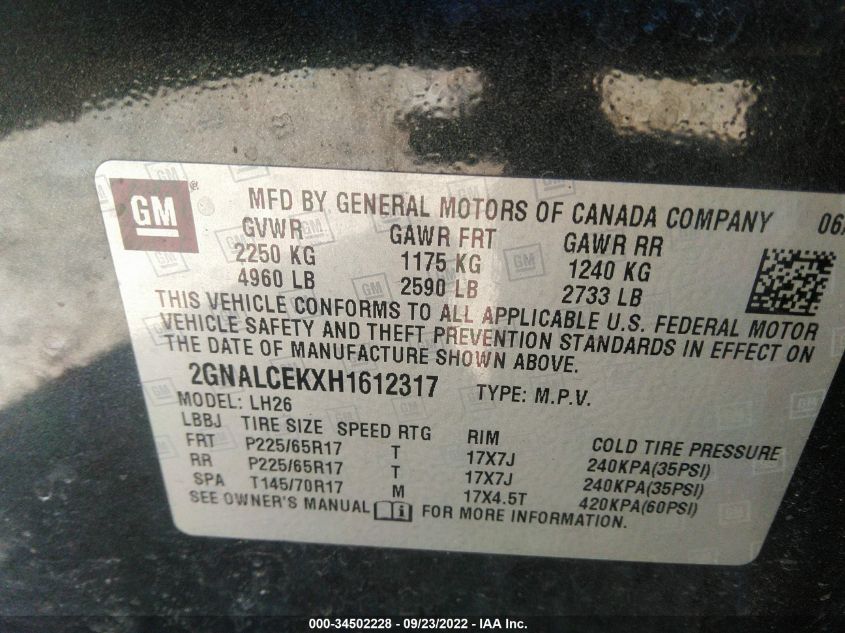 GM ® MFD BY GENERAL MOTORS OF CANADA COMPANY 06/
GVWR GAWR FRT GAWR RR
2250 KG 1175 KG 1240 KG
4960 LB 2590 LB 2733 LB
THIS VEHICLE CONFORMS TO ALL APPLICABLE U.S. FEDERAL MOTOR
VEHICLE SAFETY AND THEFT PREVENTION STANDARDS IN EFFECT ON
THE DATE OF MANUFACTURE SHOWN ABOVE.
2GNALCEKXH1612317 TYPE: M.P.V.
MODEL: LH26
LBBJ TIRE SIZE SPEED RTG RIM COLD TIRE PRESSURE
FRT P225/65R17 T 17X7J 240KPA(35PSI)
RR P225/65R17 T 17X7J 240KPA(35PSI)
SPA T145/70R17 M 17X4.5T 420KPA(60PSI)
SEE OWNER'S MANUAL i FOR MORE INFORMATION.
000-34502228 - 09/23/2022 - IAA Inc.